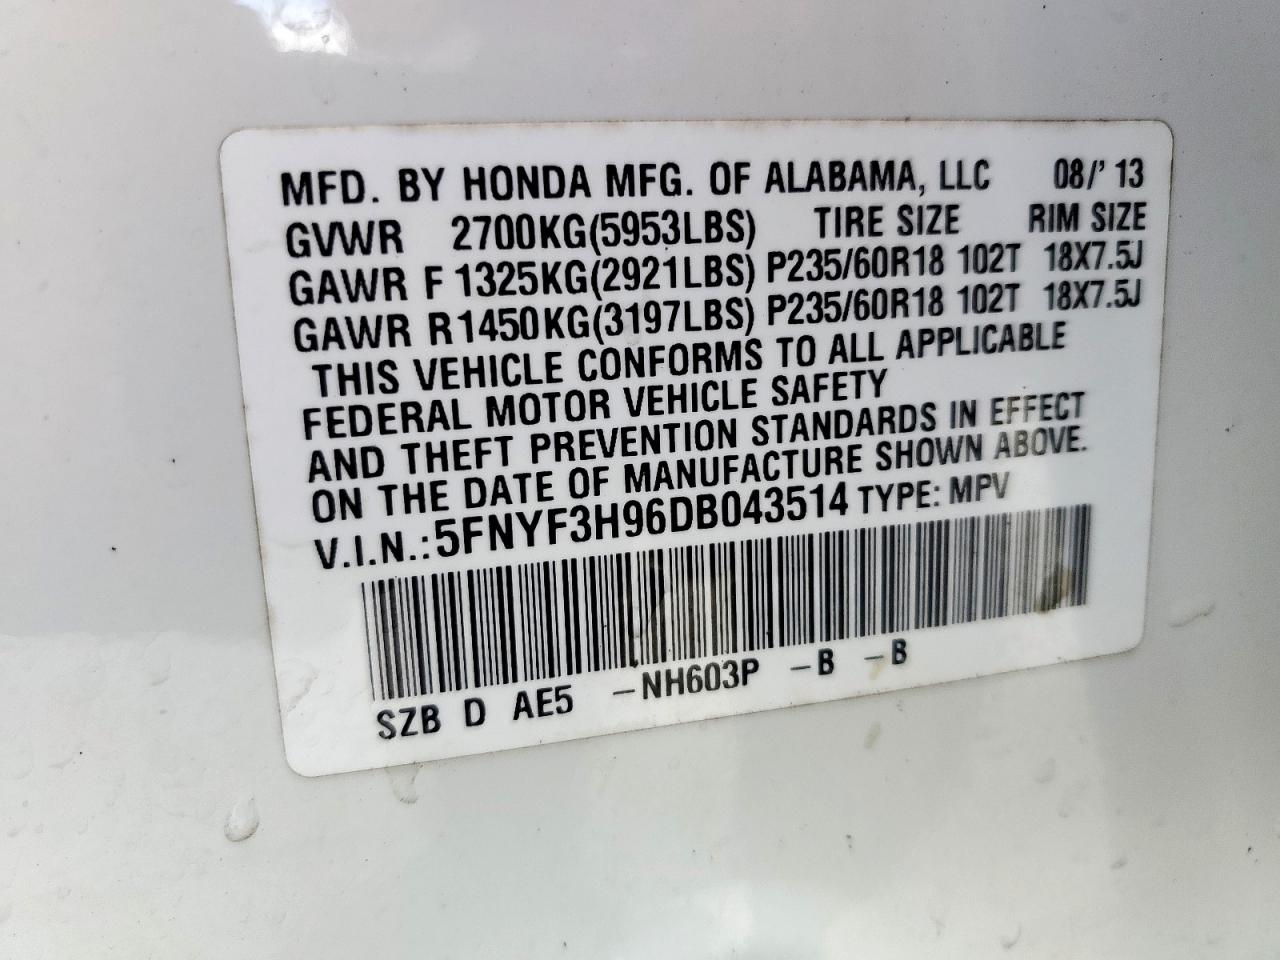 MFD. BY HONDA MFG. OF ALABAMA, LLC 08/' 13
GVWR 2700KG(5953LBS) TIRE SIZE RIM SIZE
GAWR F 1325KG(2921LBS) P235/60R18 102T 18X7.5J
GAWR R1450KG(3197LBS) P235/60R18 102T 18X7.5J
THIS VEHICLE CONFORMS TO ALL APPLICABLE
FEDERAL MOTOR VEHICLE SAFETY
AND THEFT PREVENTION STANDARDS IN EFFECT
ON THE DATE OF MANUFACTURE SHOWN ABOVE.
V.I.N.: 5FNYF3H96DB043514 TYPE: MPV
SZB D AE5 –NH603P –B –B